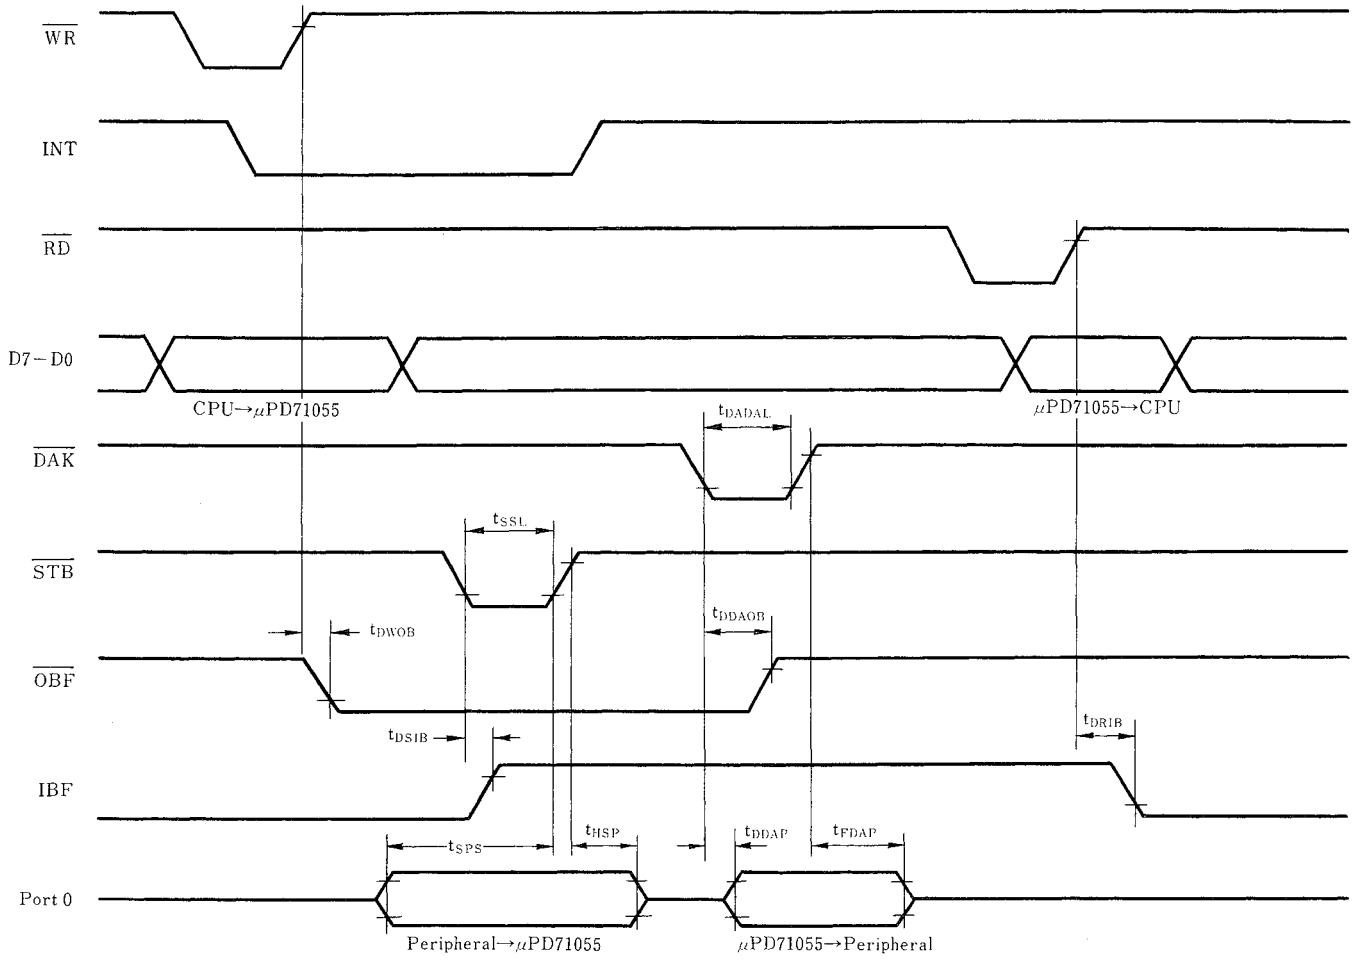 WR
INT
RD
D7-D0
CPU→μPD71055
μPD71055→CPU
tDADAL
DAK
tSSL
STB
tDWOB
tDDAOB
OBF
tDSIB
tDRIB
IBF
tSPS
tHSP
tDDAP
tFDAP
Port 0
Peripheral→μPD71055
μPD71055→Peripheral